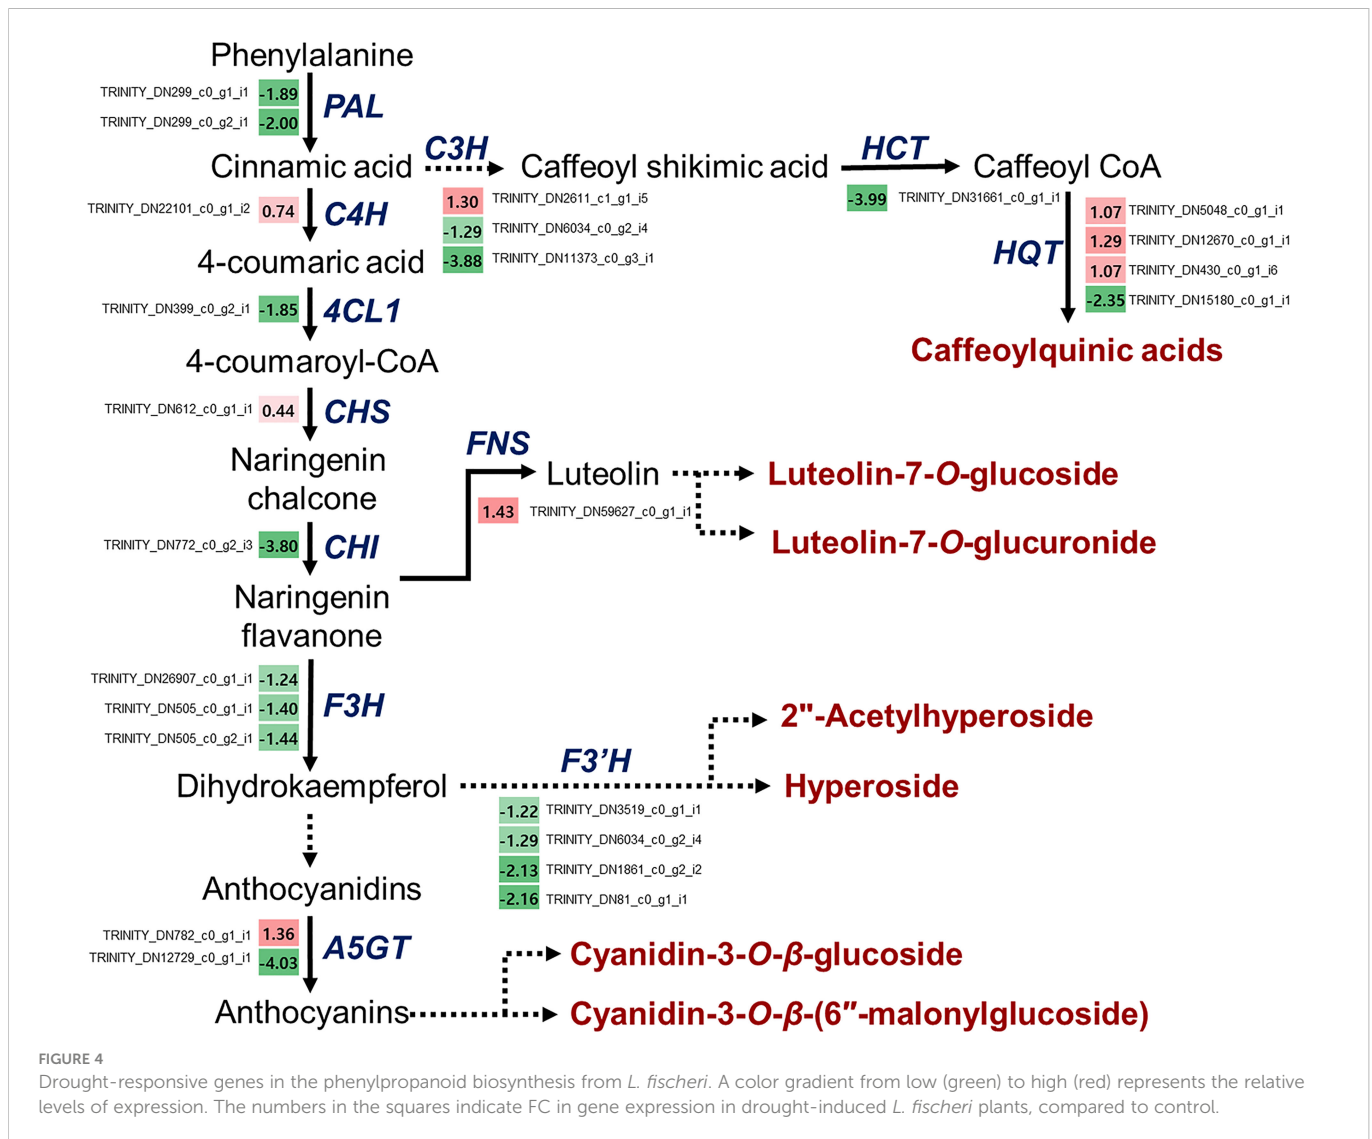 Phenylalanine
TRINITY_DN299_c0_g1_i1 -1.89
PAL
TRINITY_DN299_c0_g2_i1 -2.00
Cinnamic acid
C3H
Caffeoyl shikimic acid
HCT
Caffeoyl CoA
1.30 TRINITY_DN2611_c1_g1_i5
-1.29 TRINITY_DN6034_c0_g2_i4
-3.88 TRINITY_DN11373_c0_g3_i1
-3.99 TRINITY_DN31661_c0_g1_i1
HQT
1.07 TRINITY_DN5048_c0_g1_i1
1.29 TRINITY_DN12670_c0_g1_i1
1.07 TRINITY_DN430_c0_g1_i6
-2.35 TRINITY_DN15180_c0_g1_i1
Caffeoylquinic acids
TRINITY_DN22101_c0_g1_i2 0.74
C4H
4-coumaric acid
TRINITY_DN399_c0_g2_i1 -1.85
4CL1
4-coumaroyl-CoA
TRINITY_DN612_c0_g1_i1 0.44
CHS
Naringenin
chalcone
TRINITY_DN772_c0_g2_i3 -3.80
CHI
Naringenin
flavanone
FNS
Luteolin
1.43 TRINITY_DN59627_c0_g1_i1
Luteolin-7-O-glucoside
Luteolin-7-O-glucuronide
TRINITY_DN26907_c0_g1_i1 -1.24
TRINITY_DN505_c0_g1_i1 -1.40
F3H
TRINITY_DN505_c0_g2_i1 -1.44
Dihydrokaempferol
F3’H
2"-Acetylhyperoside
Hyperoside
-1.22 TRINITY_DN3519_c0_g1_i1
-1.29 TRINITY_DN6034_c0_g2_i4
-2.13 TRINITY_DN1861_c0_g2_i2
-2.16 TRINITY_DN81_c0_g1_i1
Anthocyanidins
TRINITY_DN782_c0_g1_i1 1.36
TRINITY_DN12729_c0_g1_i1 -4.03
A5GT
Anthocyanins
Cyanidin-3-O-β-glucoside
Cyanidin-3-O-β-(6″-malonylglucoside)
FIGURE 4
Drought-responsive genes in the phenylpropanoid biosynthesis from L. fischeri. A color gradient from low (green) to high (red) represents the relative
levels of expression. The numbers in the squares indicate FC in gene expression in drought-induced L. fischeri plants, compared to control.